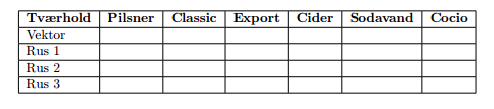 Tværhold Pilsner Classic Export Cider Sodavand Cocio
Vektor
Rus 1
Rus 2
Rus 3